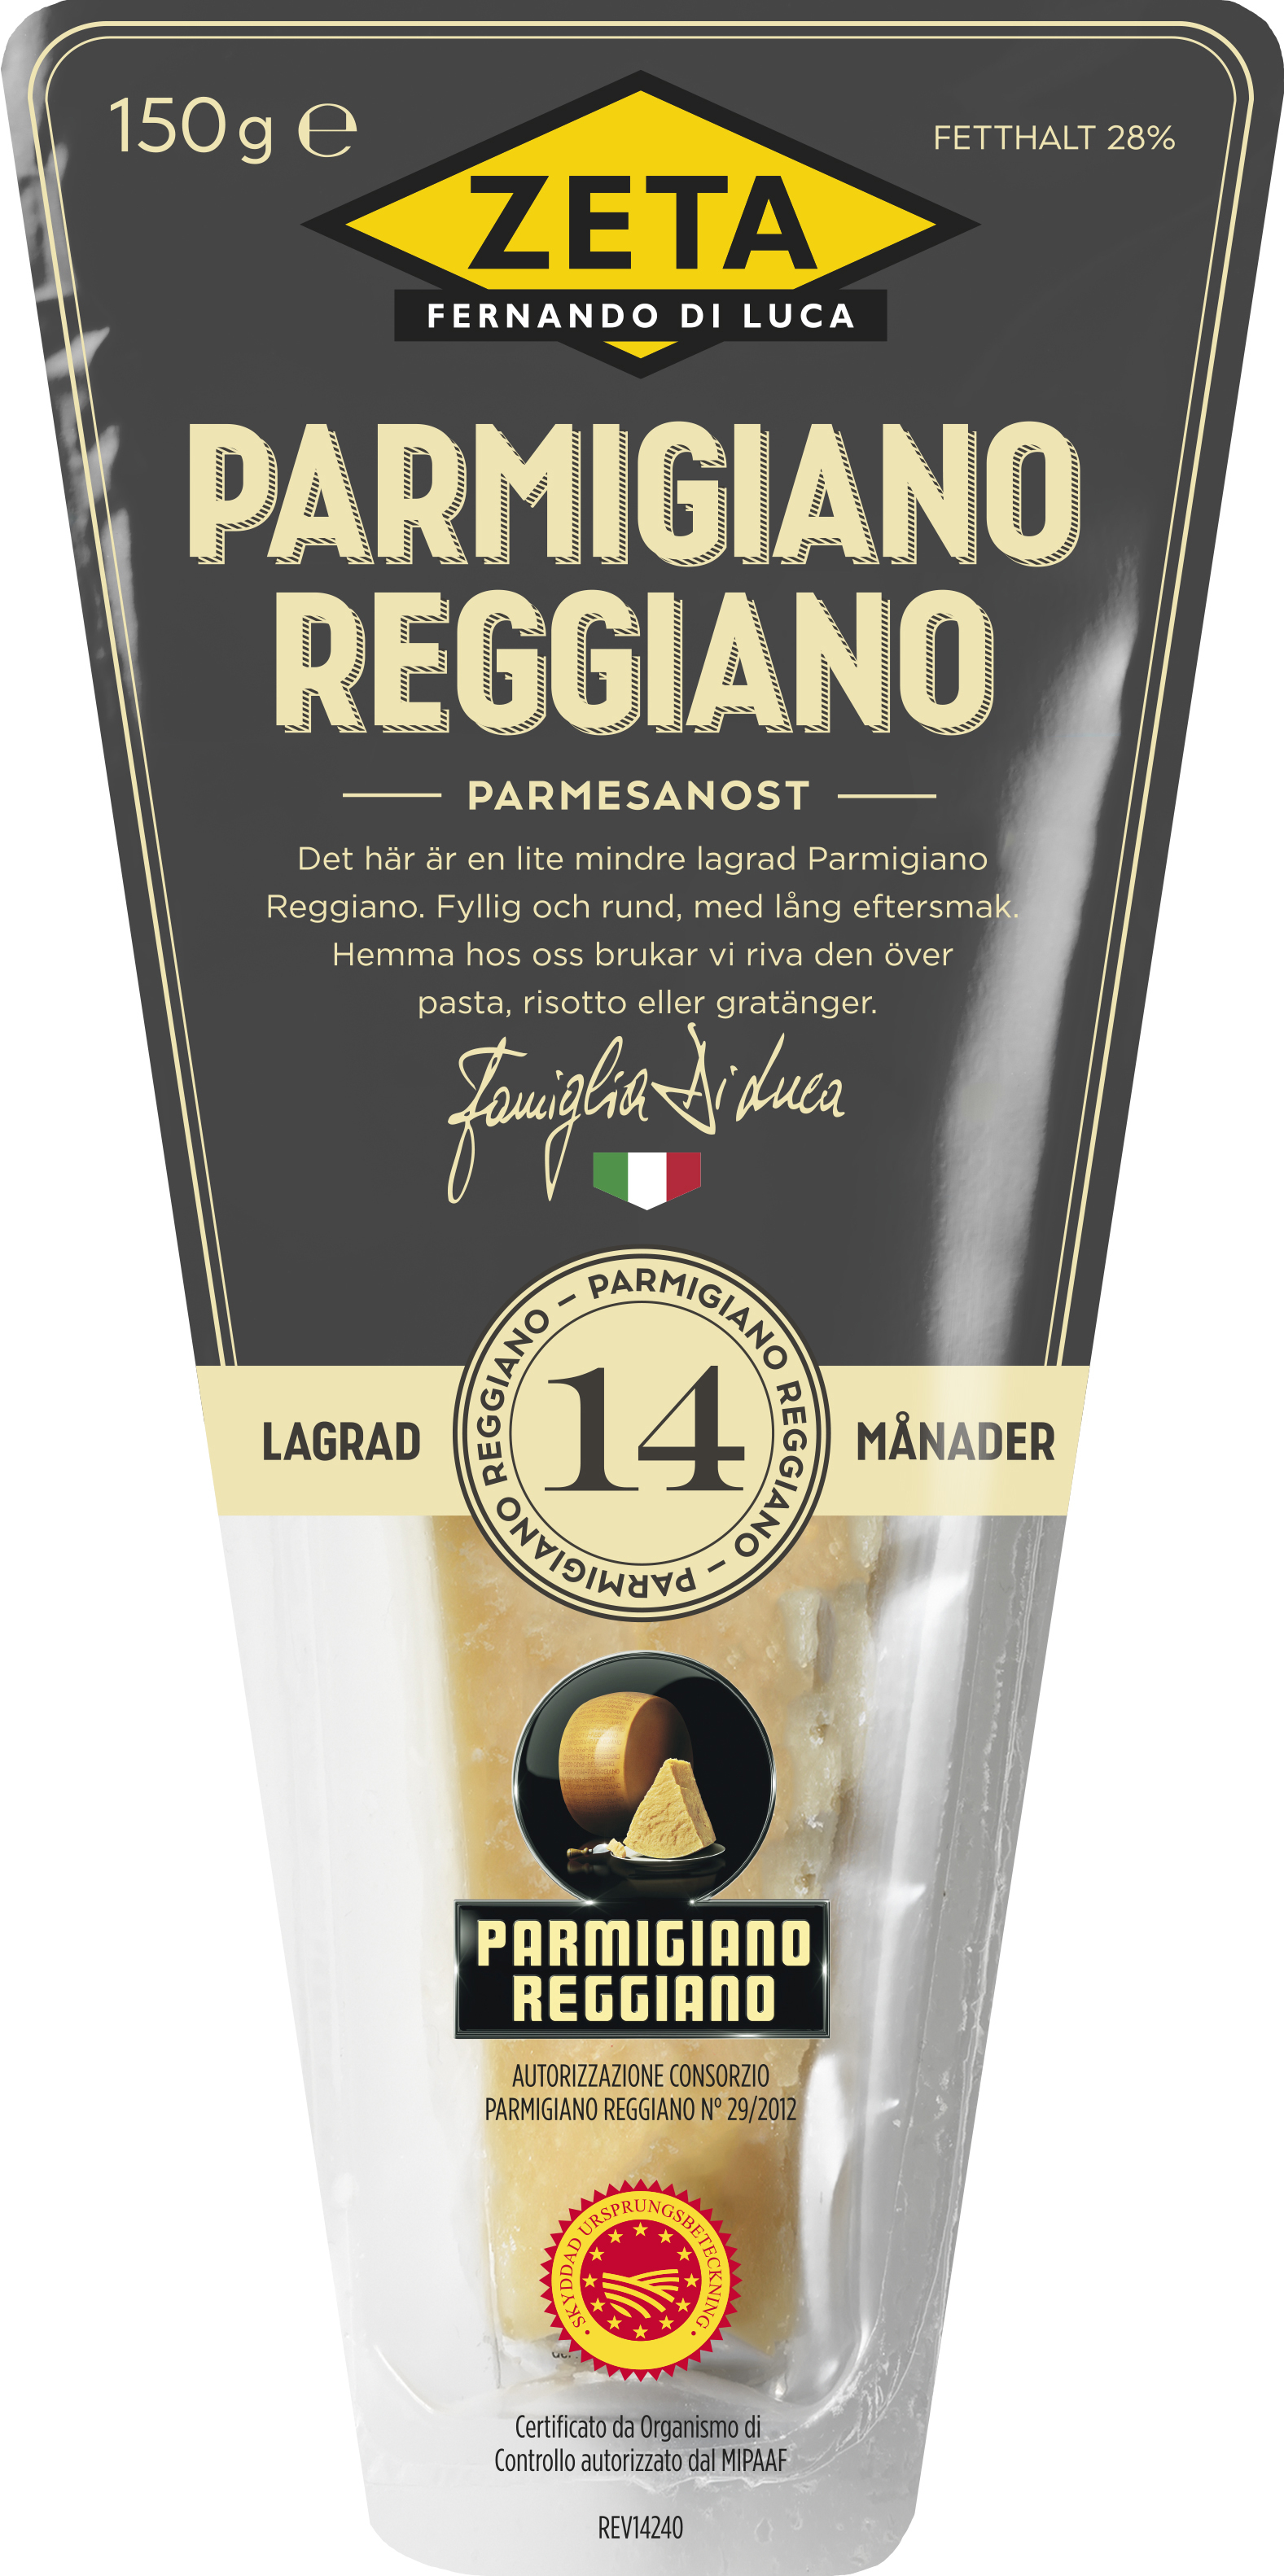 150 g ℮
FETTHALT 28%
ZETA
FERNANDO DI LUCA
PARMIGIANO
REGGIANO
PARMESANOST
Det här är en lite mindre lagrad Parmigiano
Reggiano. Fyllig och rund, med lång eftersmak.
Hemma hos oss brukar vi riva den över
pasta, risotto eller gratänger.
Famiglia Di Luca
PARMIGIANO REGGIANO – PARMIGIANO REGGIANO –
LAGRAD 14 MÅNADER
PARMIGIANO
REGGIANO
AUTORIZZAZIONE CONSORZIO
PARMIGIANO REGGIANO Nº 29/2012
• SKYDDAD URSPRUNGSBETECKNING •
Certificato da Organismo di
Controllo autorizzato dal MIPAAF
REV14240